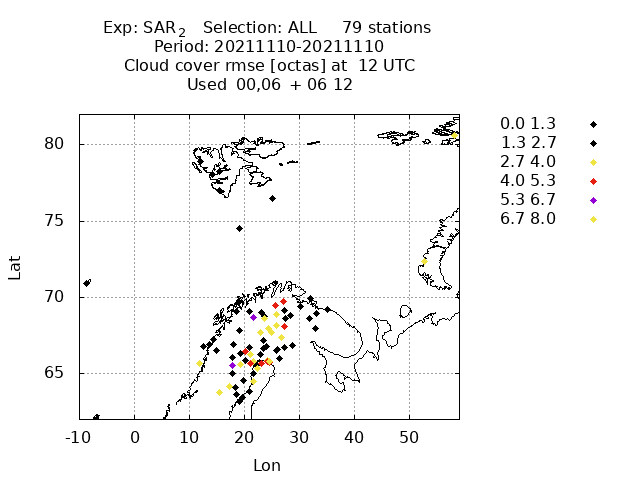 Exp: SAR2 Selection: ALL 79 stations
Period: 20211110-20211110
Cloud cover rmse [octas] at 12 UTC
Used 00,06 + 06 12
0.0 1.3
1.3 2.7
2.7 4.0
4.0 5.3
5.3 6.7
6.7 8.0
80
75
70
65
Lat
-10 0 10 20 30 40 50
Lon